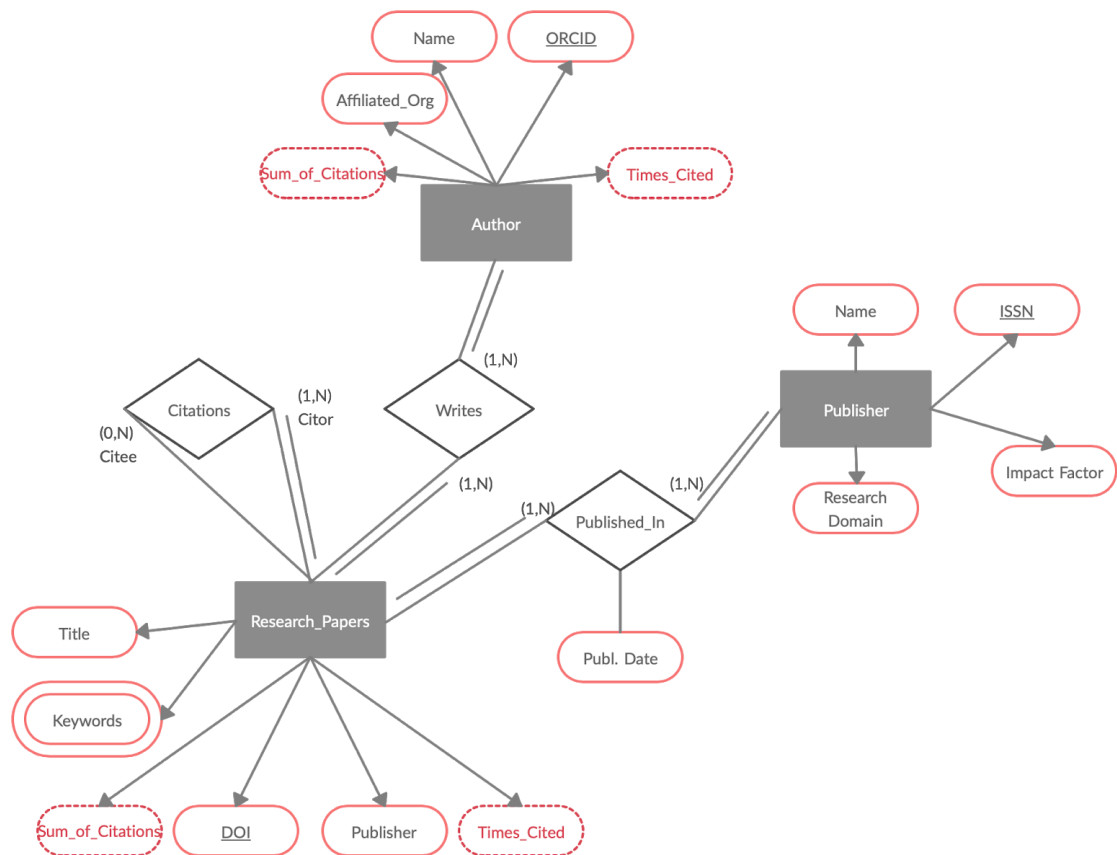 Name
ORCID
Affiliated_Org
Sum_of_Citations
Times_Cited
Author
Name
ISSN
(1,N)
(1,N)
Citor
Citations
Writes
Publisher
(0,N)
Citee
Impact Factor
(1,N)
(1,N)
(1,N)
Research
Domain
Published_In
Research_Papers
Title
Publ. Date
Keywords
Sum_of_Citations
DOI
Publisher
Times_Cited